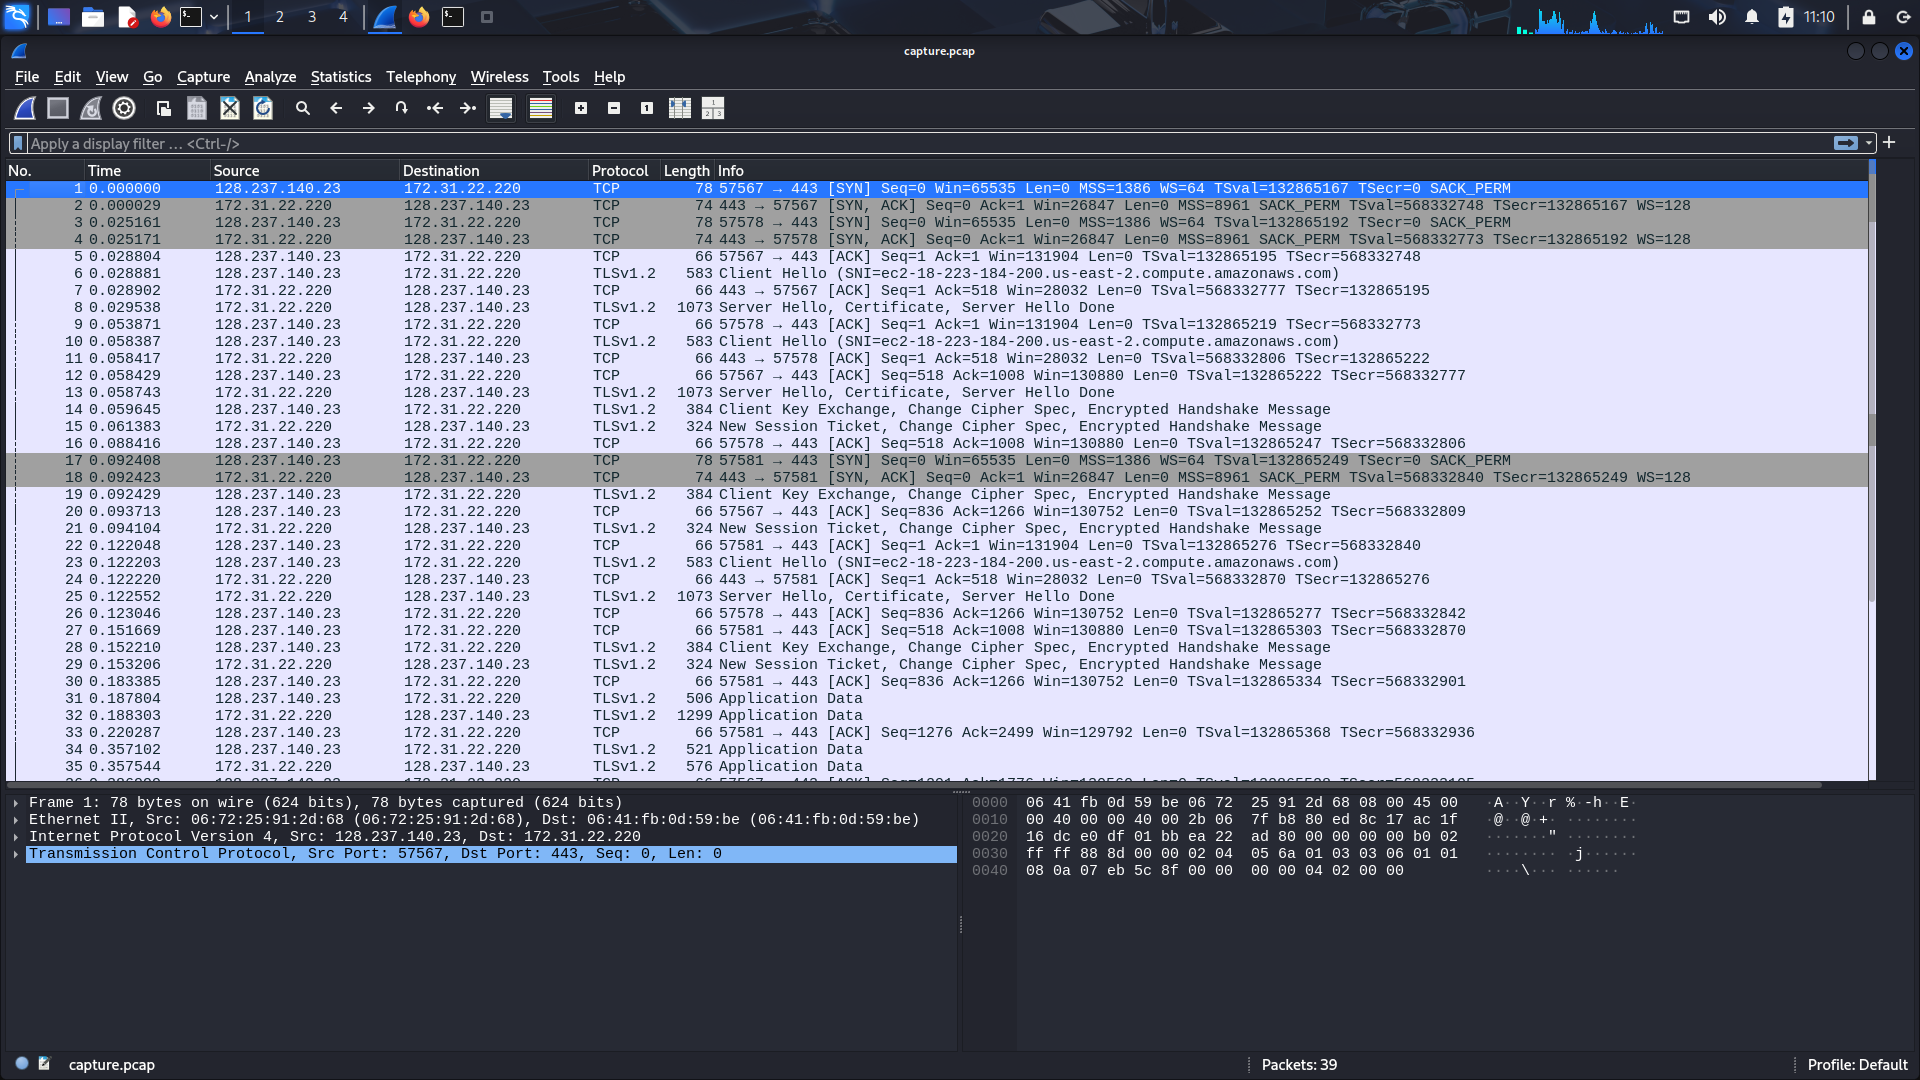 1 2 3 4 11:10
capture.pcap
File Edit View Go Capture Analyze Statistics Telephony Wireless Tools Help
Apply a display filter … <Ctrl-/>
No. Time Source Destination Protocol Length Info
1 0.000000 128.237.140.23 172.31.22.220 TCP 78 57567 → 443 [SYN] Seq=0 Win=65535 Len=0 MSS=1386 WS=64 TSval=132865167 TSecr=0 SACK_PERM
2 0.000029 172.31.22.220 128.237.140.23 TCP 74 443 → 57567 [SYN, ACK] Seq=0 Ack=1 Win=26847 Len=0 MSS=8961 SACK_PERM TSval=568332748 TSecr=132865167 WS=128
3 0.025161 128.237.140.23 172.31.22.220 TCP 78 57578 → 443 [SYN] Seq=0 Win=65535 Len=0 MSS=1386 WS=64 TSval=132865192 TSecr=0 SACK_PERM
4 0.025171 172.31.22.220 128.237.140.23 TCP 74 443 → 57578 [SYN, ACK] Seq=0 Ack=1 Win=26847 Len=0 MSS=8961 SACK_PERM TSval=568332773 TSecr=132865192 WS=128
5 0.028804 128.237.140.23 172.31.22.220 TCP 66 57567 → 443 [ACK] Seq=1 Ack=1 Win=131904 Len=0 TSval=132865195 TSecr=568332748
6 0.028881 128.237.140.23 172.31.22.220 TLSv1.2 583 Client Hello (SNI=ec2-18-223-184-200.us-east-2.compute.amazonaws.com)
7 0.028902 172.31.22.220 128.237.140.23 TCP 66 443 → 57567 [ACK] Seq=1 Ack=518 Win=28032 Len=0 TSval=568332777 TSecr=132865195
8 0.029538 172.31.22.220 128.237.140.23 TLSv1.2 1073 Server Hello, Certificate, Server Hello Done
9 0.053871 128.237.140.23 172.31.22.220 TCP 66 57578 → 443 [ACK] Seq=1 Ack=1 Win=131904 Len=0 TSval=132865219 TSecr=568332773
10 0.058387 128.237.140.23 172.31.22.220 TLSv1.2 583 Client Hello (SNI=ec2-18-223-184-200.us-east-2.compute.amazonaws.com)
11 0.058417 172.31.22.220 128.237.140.23 TCP 66 443 → 57578 [ACK] Seq=1 Ack=518 Win=28032 Len=0 TSval=568332806 TSecr=132865222
12 0.058429 128.237.140.23 172.31.22.220 TCP 66 57567 → 443 [ACK] Seq=518 Ack=1008 Win=130880 Len=0 TSval=132865222 TSecr=568332777
13 0.058743 172.31.22.220 128.237.140.23 TLSv1.2 1073 Server Hello, Certificate, Server Hello Done
14 0.059645 128.237.140.23 172.31.22.220 TLSv1.2 384 Client Key Exchange, Change Cipher Spec, Encrypted Handshake Message
15 0.061383 172.31.22.220 128.237.140.23 TLSv1.2 324 New Session Ticket, Change Cipher Spec, Encrypted Handshake Message
16 0.088416 128.237.140.23 172.31.22.220 TCP 66 57578 → 443 [ACK] Seq=518 Ack=1008 Win=130880 Len=0 TSval=132865247 TSecr=568332806
17 0.092408 128.237.140.23 172.31.22.220 TCP 78 57581 → 443 [SYN] Seq=0 Win=65535 Len=0 MSS=1386 WS=64 TSval=132865249 TSecr=0 SACK_PERM
18 0.092423 172.31.22.220 128.237.140.23 TCP 74 443 → 57581 [SYN, ACK] Seq=0 Ack=1 Win=26847 Len=0 MSS=8961 SACK_PERM TSval=568332840 TSecr=132865249 WS=128
19 0.092429 128.237.140.23 172.31.22.220 TLSv1.2 384 Client Key Exchange, Change Cipher Spec, Encrypted Handshake Message
20 0.093713 128.237.140.23 172.31.22.220 TCP 66 57567 → 443 [ACK] Seq=836 Ack=1266 Win=130752 Len=0 TSval=132865252 TSecr=568332809
21 0.094104 172.31.22.220 128.237.140.23 TLSv1.2 324 New Session Ticket, Change Cipher Spec, Encrypted Handshake Message
22 0.122048 128.237.140.23 172.31.22.220 TCP 66 57581 → 443 [ACK] Seq=1 Ack=1 Win=131904 Len=0 TSval=132865276 TSecr=568332840
23 0.122203 128.237.140.23 172.31.22.220 TLSv1.2 583 Client Hello (SNI=ec2-18-223-184-200.us-east-2.compute.amazonaws.com)
24 0.122220 172.31.22.220 128.237.140.23 TCP 66 443 → 57581 [ACK] Seq=1 Ack=518 Win=28032 Len=0 TSval=568332870 TSecr=132865276
25 0.122552 172.31.22.220 128.237.140.23 TLSv1.2 1073 Server Hello, Certificate, Server Hello Done
26 0.123046 128.237.140.23 172.31.22.220 TCP 66 57578 → 443 [ACK] Seq=836 Ack=1266 Win=130752 Len=0 TSval=132865277 TSecr=568332842
27 0.151669 128.237.140.23 172.31.22.220 TCP 66 57581 → 443 [ACK] Seq=518 Ack=1008 Win=130880 Len=0 TSval=132865303 TSecr=568332870
28 0.152210 128.237.140.23 172.31.22.220 TLSv1.2 384 Client Key Exchange, Change Cipher Spec, Encrypted Handshake Message
29 0.153206 172.31.22.220 128.237.140.23 TLSv1.2 324 New Session Ticket, Change Cipher Spec, Encrypted Handshake Message
30 0.183385 128.237.140.23 172.31.22.220 TCP 66 57581 → 443 [ACK] Seq=836 Ack=1266 Win=130752 Len=0 TSval=132865334 TSecr=568332901
31 0.187804 128.237.140.23 172.31.22.220 TLSv1.2 506 Application Data
32 0.188303 172.31.22.220 128.237.140.23 TLSv1.2 1299 Application Data
33 0.220287 128.237.140.23 172.31.22.220 TCP 66 57581 → 443 [ACK] Seq=1276 Ack=2499 Win=129792 Len=0 TSval=132865368 TSecr=568332936
34 0.357102 128.237.140.23 172.31.22.220 TLSv1.2 521 Application Data
35 0.357544 172.31.22.220 128.237.140.23 TLSv1.2 576 Application Data
Frame 1: 78 bytes on wire (624 bits), 78 bytes captured (624 bits)
Ethernet II, Src: 06:72:25:91:2d:68 (06:72:25:91:2d:68), Dst: 06:41:fb:0d:59:be (06:41:fb:0d:59:be)
Internet Protocol Version 4, Src: 128.237.140.23, Dst: 172.31.22.220
Transmission Control Protocol, Src Port: 57567, Dst Port: 443, Seq: 0, Len: 0
0000 06 41 fb 0d 59 be 06 72 25 91 2d 68 08 00 45 00 ·A··Y··r %·-h··E·
0010 00 40 00 00 40 00 2b 06 7f b8 80 ed 8c 17 ac 1f ·@··@·+· ········
0020 16 dc e0 df 01 bb ea 22 ad 80 00 00 00 00 b0 02 ·······" ········
0030 ff ff 88 8d 00 00 02 04 05 6a 01 03 03 06 01 01 ········ ·j······
0040 08 0a 07 eb 5c 8f 00 00 00 00 04 02 00 00 ····\··· ······
capture.pcap Packets: 39 Profile: Default